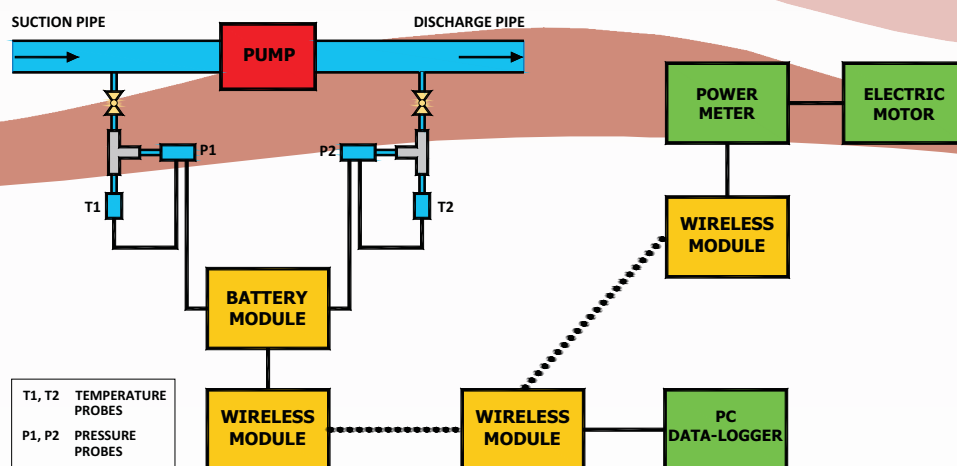 SUCTION PIPE
DISCHARGE PIPE
PUMP
POWER
METER
ELECTRIC
MOTOR
P1
P2
T1
T2
WIRELESS
MODULE
BATTERY
MODULE
T1, T2 TEMPERATURE
PROBES
P1, P2 PRESSURE
PROBES
WIRELESS
MODULE
WIRELESS
MODULE
PC
DATA-LOGGER